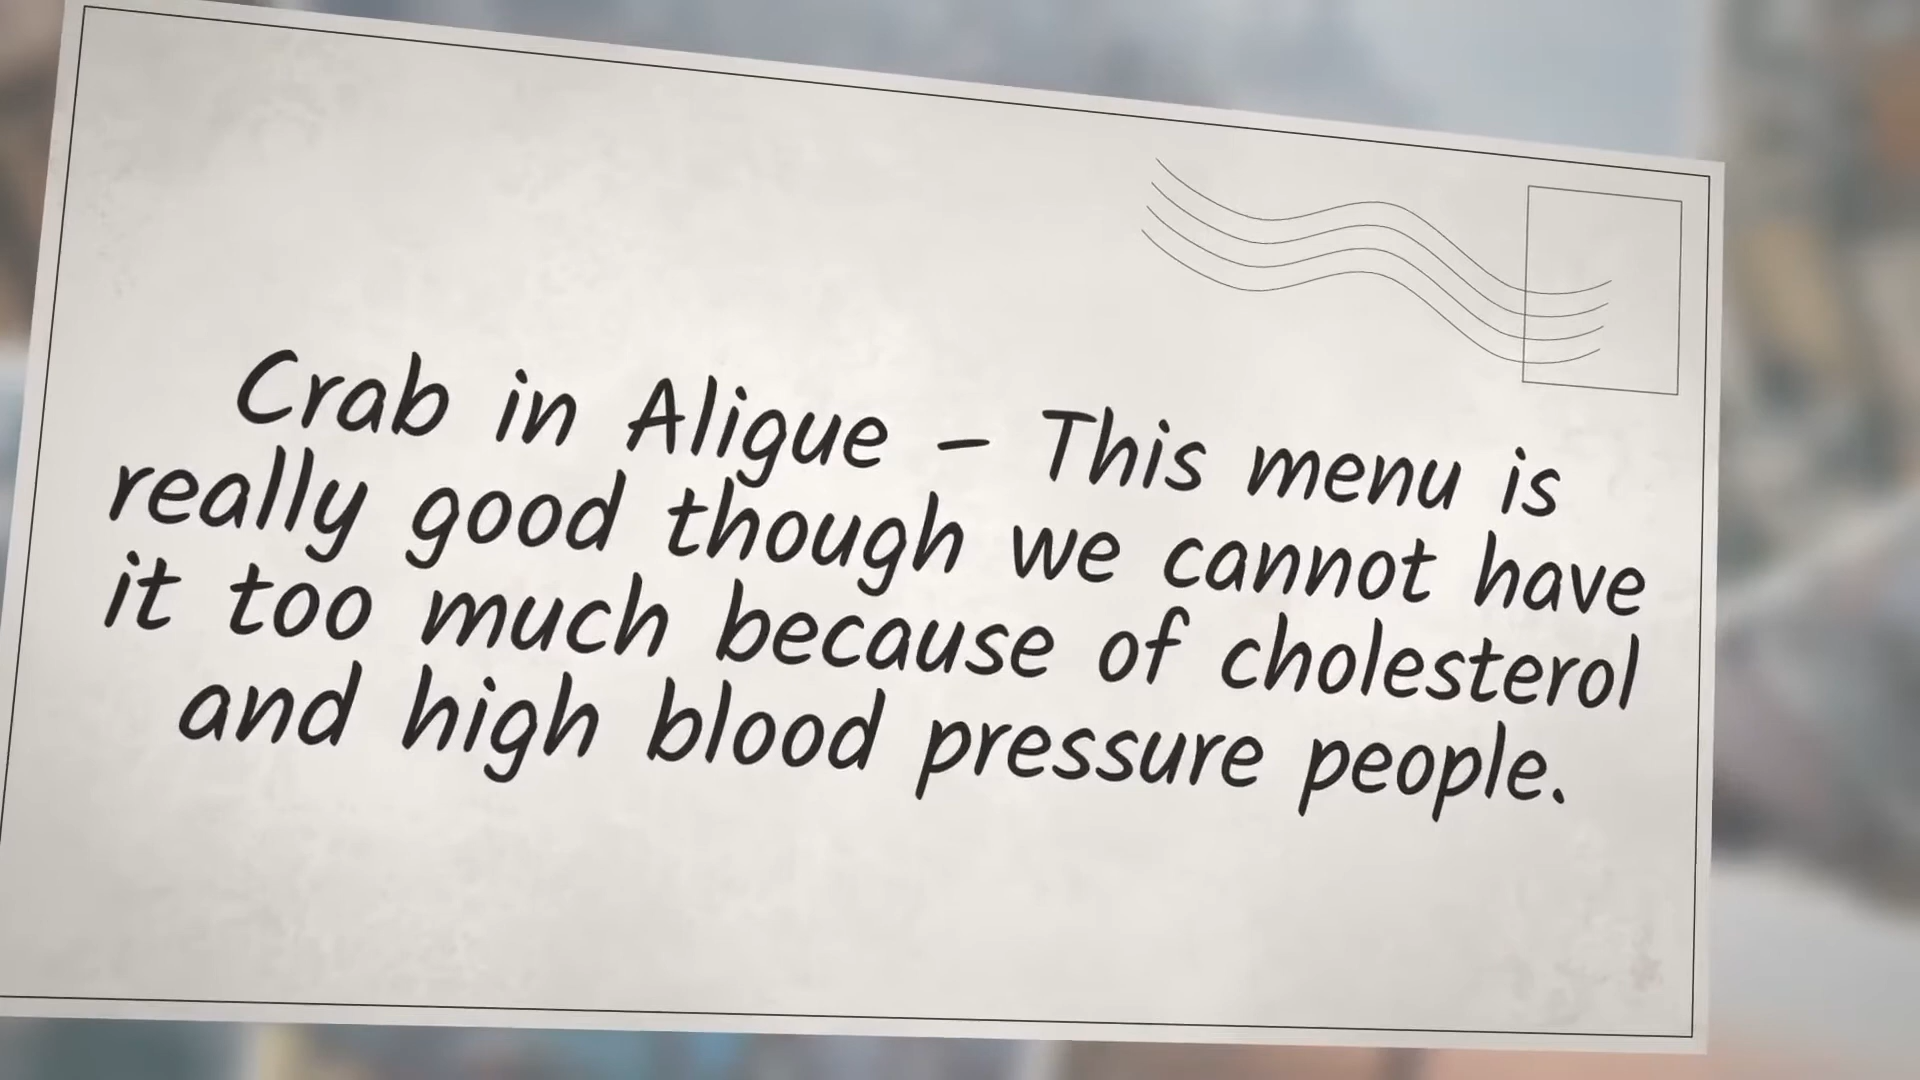 Crab in Aligue – This menu is
really good though we cannot have
it too much because of cholesterol
and high blood pressure people.